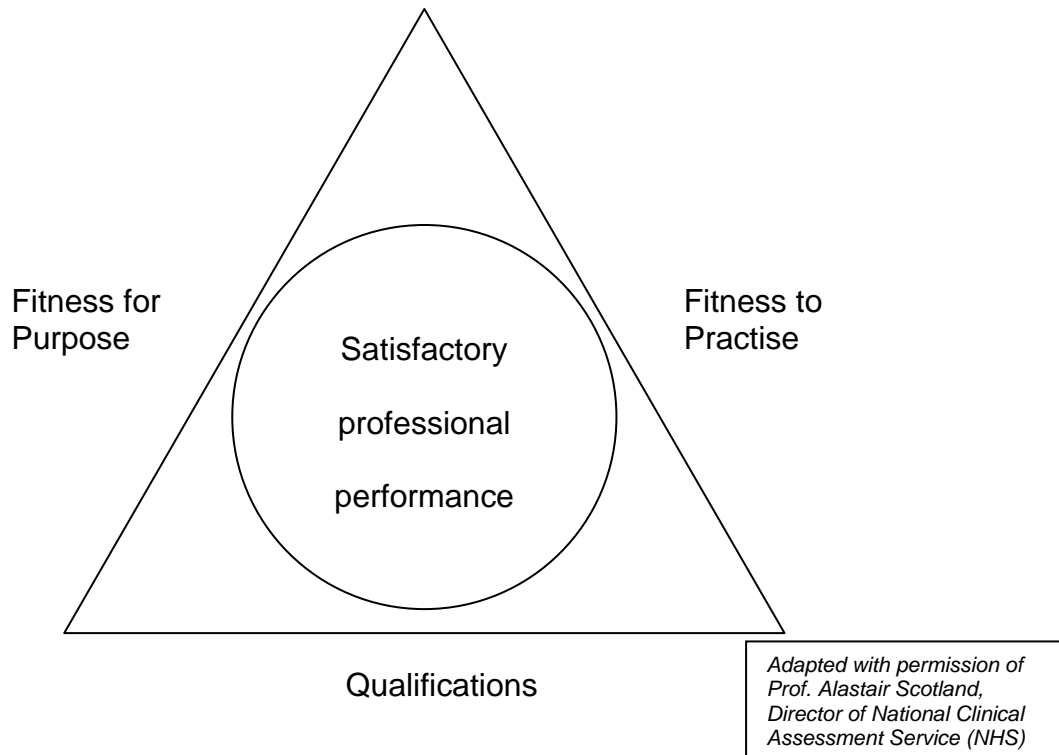 Fitness for
Purpose
Fitness to
Practise
Satisfactory
professional
performance
Qualifications
Adapted with permission of
Prof. Alastair Scotland,
Director of National Clinical
Assessment Service (NHS)